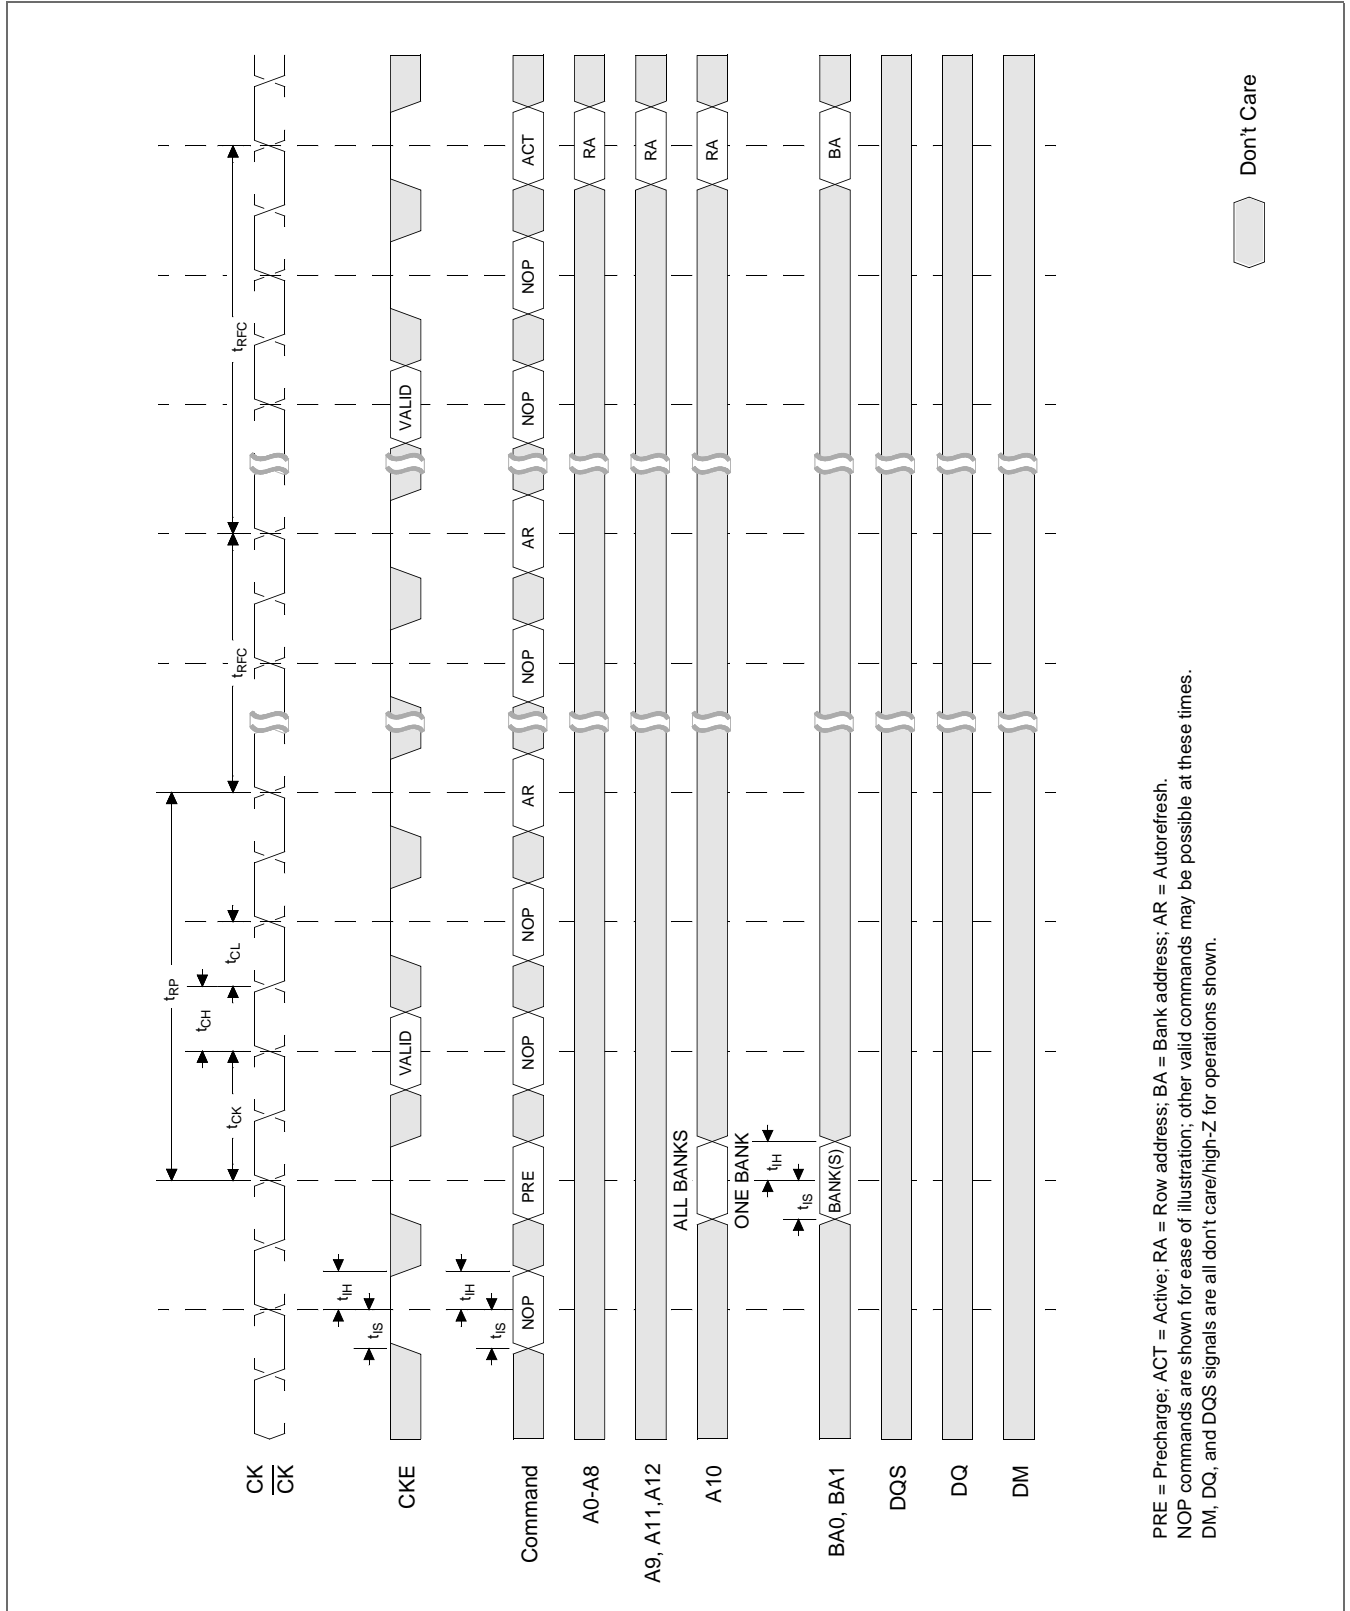 tRP
tCK
tCH
tCL
tRFC
tRFC
CK
CK
tIS
tIH
CKE
VALID
VALID
tIS
tIH
Command
NOP
PRE
NOP
NOP
AR
NOP
AR
NOP
NOP
ACT
A0-A8
RA
A9, A11,A12
RA
ALL BANKS
A10
RA
ONE BANK
tIS
tIH
BA0, BA1
BANK(S)
BA
DQS
DQ
DM
PRE = Precharge; ACT = Active; RA = Row address; BA = Bank address; AR = Autorefresh.
NOP commands are shown for ease of illustration; other valid commands may be possible at these times.
DM, DQ, and DQS signals are all don't care/high-Z for operations shown.
Don't Care